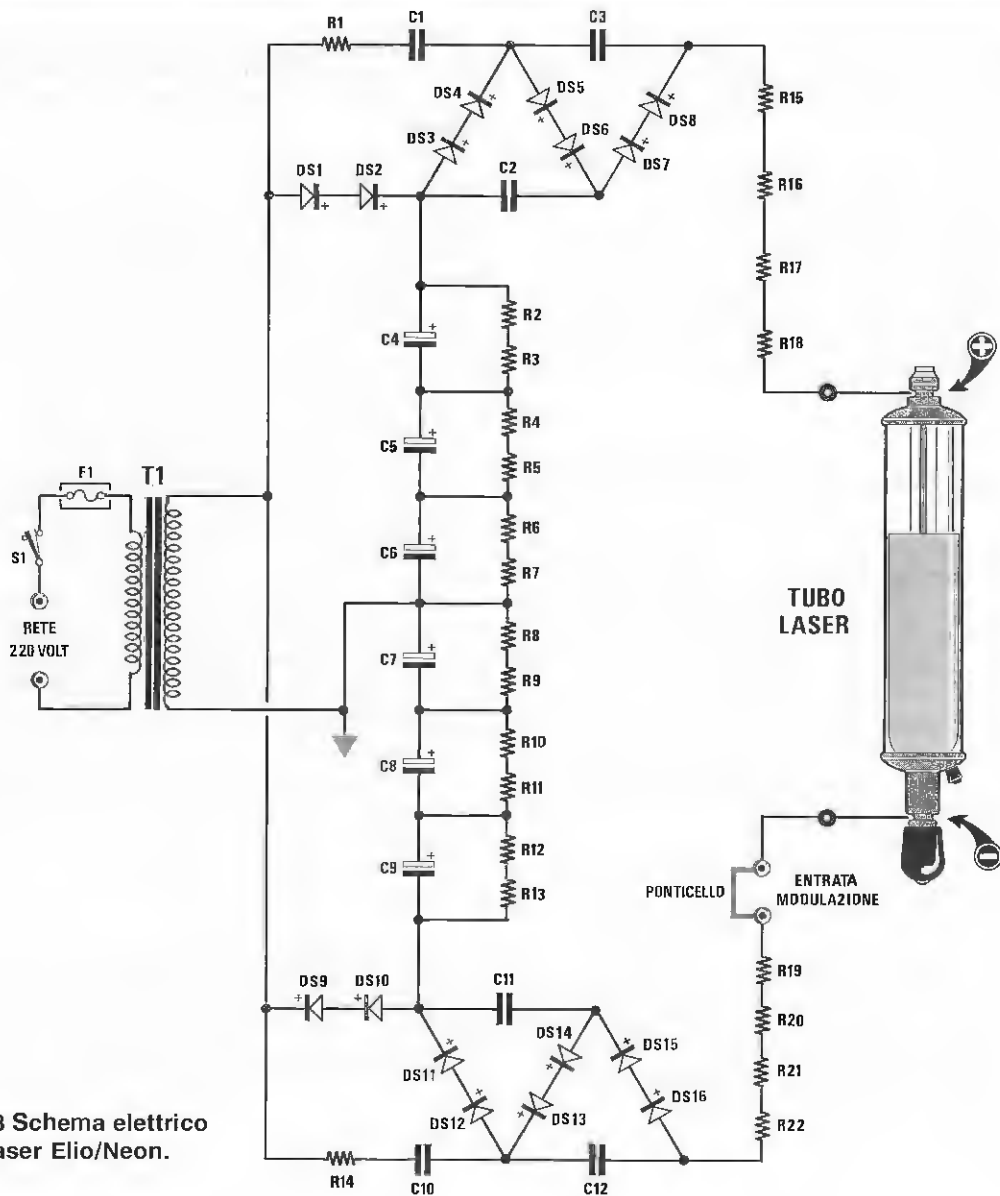 R1
C1
C3
DS4
DS5
DS3
DS6
DS8
DS7
R15
DS1
DS2
C2
R16
R17
R18
R2
C4
R3
R4
C5
R5
F1
T1
R6
C6
R7
S1
RETE
220 VOLT
R8
C7
R9
R10
C8
R11
R12
C9
R13
TUBO
LASER
+
-
PONTICELLO
ENTRATA
MODULAZIONE
R19
R20
R21
R22
DS9
DS10
C11
DS14
DS15
DS11
DS12
DS13
DS16
R14
C10
C12
3 Schema elettrico
aser Elio/Neon.